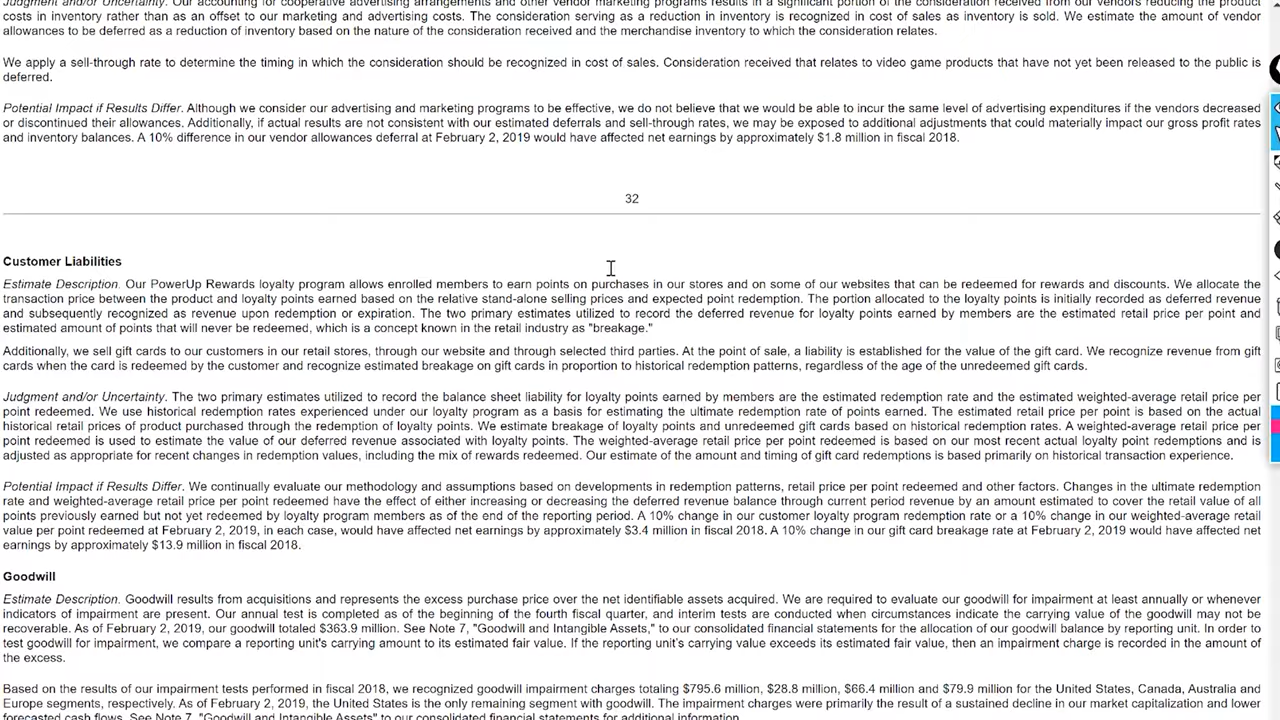 Judgment and/or Uncertainty. Our accounting for cooperative advertising arrangements and other vendor marketing programs results in a significant portion of the consideration received from our vendors reducing the product
costs in inventory rather than as an offset to our marketing and advertising costs. The consideration serving as a reduction in inventory is recognized in cost of sales as inventory is sold. We estimate the amount of vendor
allowances to be deferred as a reduction of inventory based on the nature of the consideration received and the merchandise inventory to which the consideration relates.
We apply a sell-through rate to determine the timing in which the consideration should be recognized in cost of sales. Consideration received that relates to video game products that have not yet been released to the public is
deferred.
Potential Impact if Results Differ. Although we consider our advertising and marketing programs to be effective, we do not believe that we would be able to incur the same level of advertising expenditures if the vendors decreased
or discontinued their allowances. Additionally, if actual results are not consistent with our estimated deferrals and sell-through rates, we may be exposed to additional adjustments that could materially impact our gross profit rates
and inventory balances. A 10% difference in our vendor allowances deferral at February 2, 2019 would have affected net earnings by approximately $1.8 million in fiscal 2018.
32
Customer Liabilities
Estimate Description. Our PowerUp Rewards loyalty program allows enrolled members to earn points on purchases in our stores and on some of our websites that can be redeemed for rewards and discounts. We allocate the
transaction price between the product and loyalty points earned based on the relative stand-alone selling prices and expected point redemption. The portion allocated to the loyalty points is initially recorded as deferred revenue
and subsequently recognized as revenue upon redemption or expiration. The two primary estimates utilized to record the deferred revenue for loyalty points earned by members are the estimated retail price per point and
estimated amount of points that will never be redeemed, which is a concept known in the retail industry as "breakage."
Additionally, we sell gift cards to our customers in our retail stores, through our website and through selected third parties. At the point of sale, a liability is established for the value of the gift card. We recognize revenue from gift
cards when the card is redeemed by the customer and recognize estimated breakage on gift cards in proportion to historical redemption patterns, regardless of the age of the unredeemed gift cards.
Judgment and/or Uncertainty. The two primary estimates utilized to record the balance sheet liability for loyalty points earned by members are the estimated redemption rate and the estimated weighted-average retail price per
point redeemed. We use historical redemption rates experienced under our loyalty program as a basis for estimating the ultimate redemption rate of points earned. The estimated retail price per point is based on the actual
historical retail prices of product purchased through the redemption of loyalty points. We estimate breakage of loyalty points and unredeemed gift cards based on historical redemption rates. A weighted-average retail price per
point redeemed is used to estimate the value of our deferred revenue associated with loyalty points. The weighted-average retail price per point redeemed is based on our most recent actual loyalty point redemptions and is
adjusted as appropriate for recent changes in redemption values, including the mix of rewards redeemed. Our estimate of the amount and timing of gift card redemptions is based primarily on historical transaction experience.
Potential Impact if Results Differ. We continually evaluate our methodology and assumptions based on developments in redemption patterns, retail price per point redeemed and other factors. Changes in the ultimate redemption
rate and weighted-average retail price per point redeemed have the effect of either increasing or decreasing the deferred revenue balance through current period revenue by an amount estimated to cover the retail value of all
points previously earned but not yet redeemed by loyalty program members as of the end of the reporting period. A 10% change in our customer loyalty program redemption rate or a 10% change in our weighted-average retail
value per point redeemed at February 2, 2019, in each case, would have affected net earnings by approximately $3.4 million in fiscal 2018. A 10% change in our gift card breakage rate at February 2, 2019 would have affected net
earnings by approximately $13.9 million in fiscal 2018.
Goodwill
Estimate Description. Goodwill results from acquisitions and represents the excess purchase price over the net identifiable assets acquired. We are required to evaluate our goodwill for impairment at least annually or whenever
indicators of impairment are present. Our annual test is completed as of the beginning of the fourth fiscal quarter, and interim tests are conducted when circumstances indicate the carrying value of the goodwill may not be
recoverable. As of February 2, 2019, our goodwill totaled $363.9 million. See Note 7, "Goodwill and Intangible Assets," to our consolidated financial statements for the allocation of our goodwill balance by reporting unit. In order to
test goodwill for impairment, we compare a reporting unit's carrying amount to its estimated fair value. If the reporting unit's carrying value exceeds its estimated fair value, then an impairment charge is recorded in the amount of
the excess.
Based on the results of our impairment tests performed in fiscal 2018, we recognized goodwill impairment charges totaling $795.6 million, $28.8 million, $66.4 million and $79.9 million for the United States, Canada, Australia and
Europe segments, respectively. As of February 2, 2019, the United States is the only remaining segment with goodwill. The impairment charges were primarily the result of a sustained decline in our market capitalization and lower
forecasted cash flows. See Note 7, "Goodwill and Intangible Assets" to our consolidated financial statements for additional information.